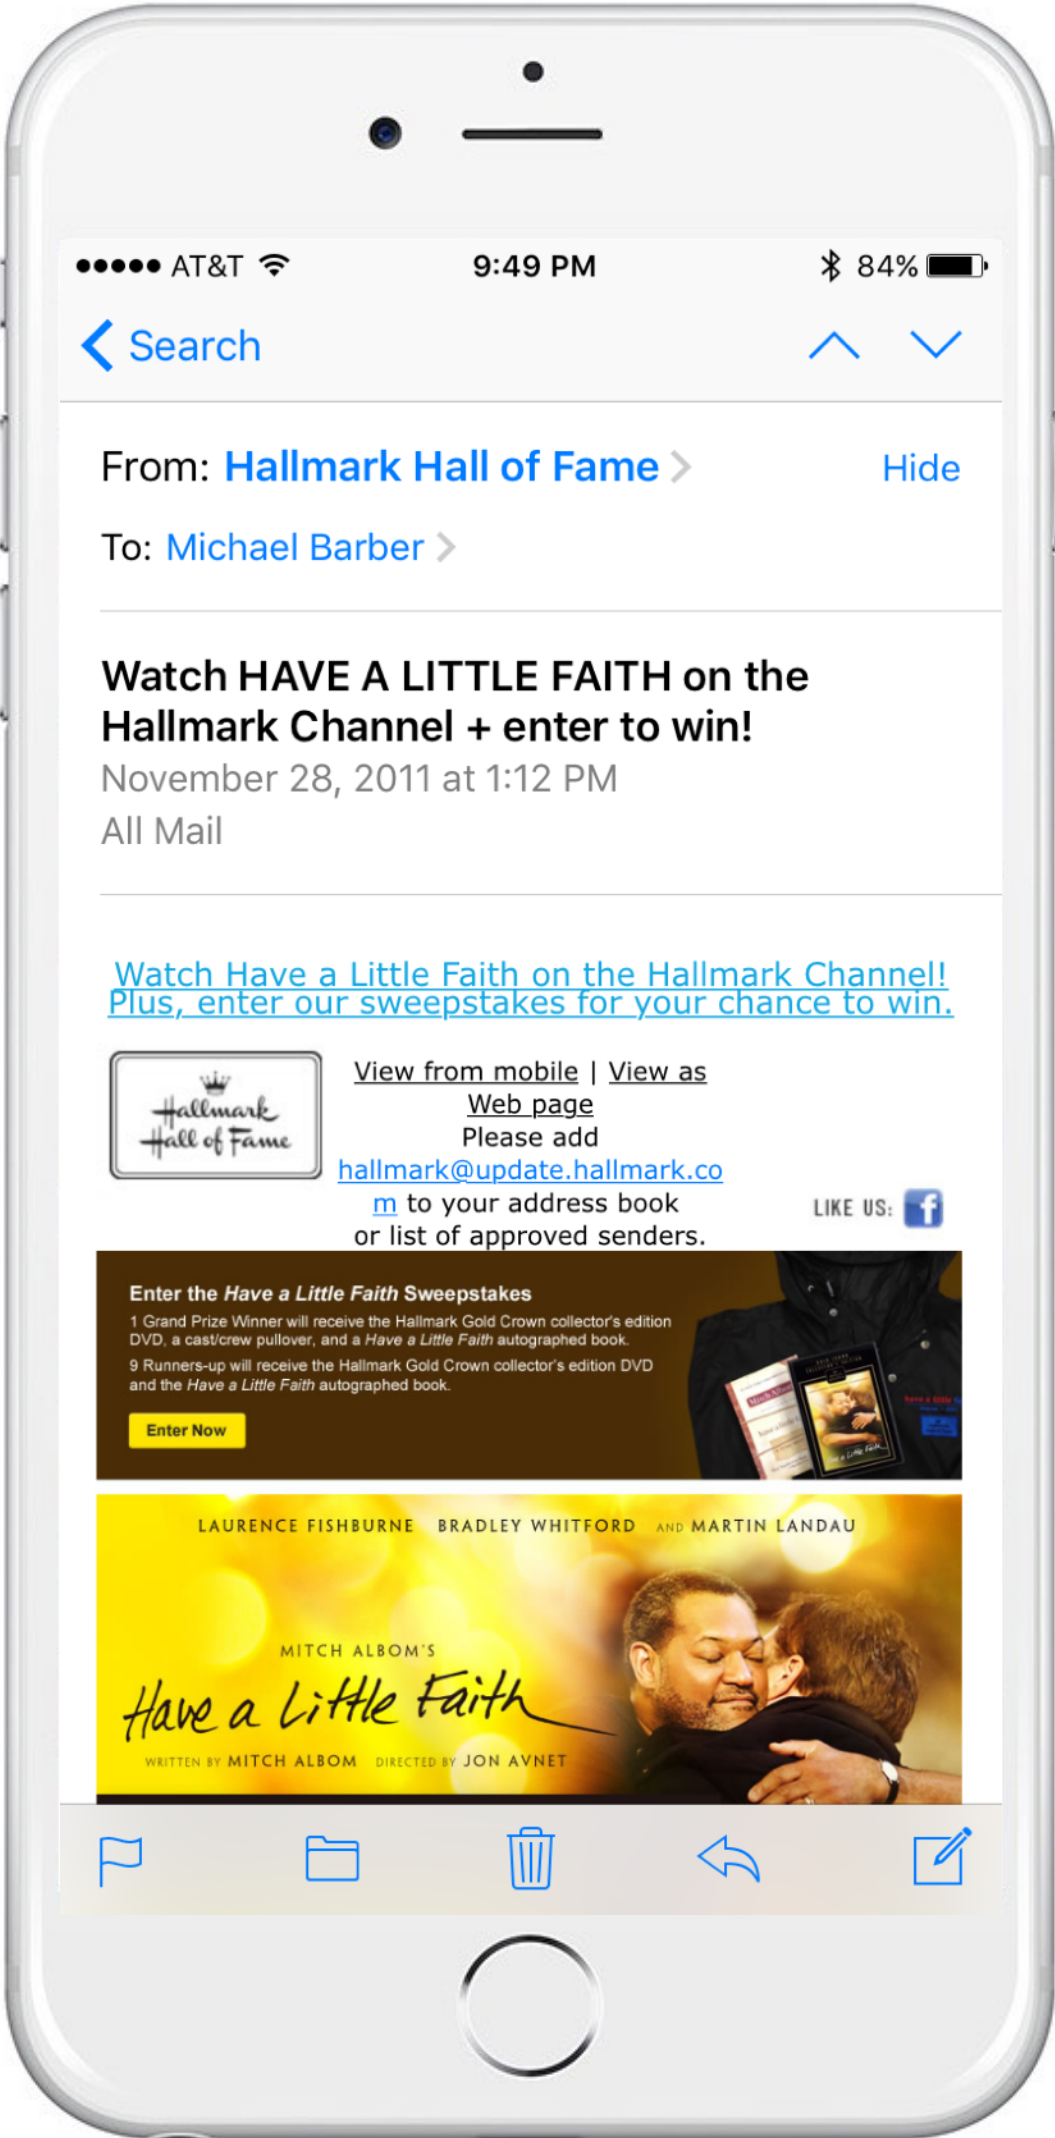 AT&T 9:49 PM 84%
Search
From: Hallmark Hall of Fame Hide
To: Michael Barber
Watch HAVE A LITTLE FAITH on the
Hallmark Channel + enter to win!
November 28, 2011 at 1:12 PM
All Mail
Watch Have a Little Faith on the Hallmark Channel!
Plus, enter our sweepstakes for your chance to win.
Hallmark
Hall of Fame
View from mobile | View as
Web page
Please add
hallmark@update.hallmark.co
m to your address book
or list of approved senders.
LIKE US: f
Enter the Have a Little Faith Sweepstakes
1 Grand Prize Winner will receive the Hallmark Gold Crown collector's edition
DVD, a cast/crew pullover, and a Have a Little Faith autographed book.
9 Runners-up will receive the Hallmark Gold Crown collector's edition DVD
and the Have a Little Faith autographed book.
Enter Now
Mitch Albom
have a little
Have a Little Faith
LAURENCE FISHBURNE BRADLEY WHITFORD AND MARTIN LANDAU
MITCH ALBOM'S
Have a Little Faith
WRITTEN BY MITCH ALBOM DIRECTED BY JON AVNET